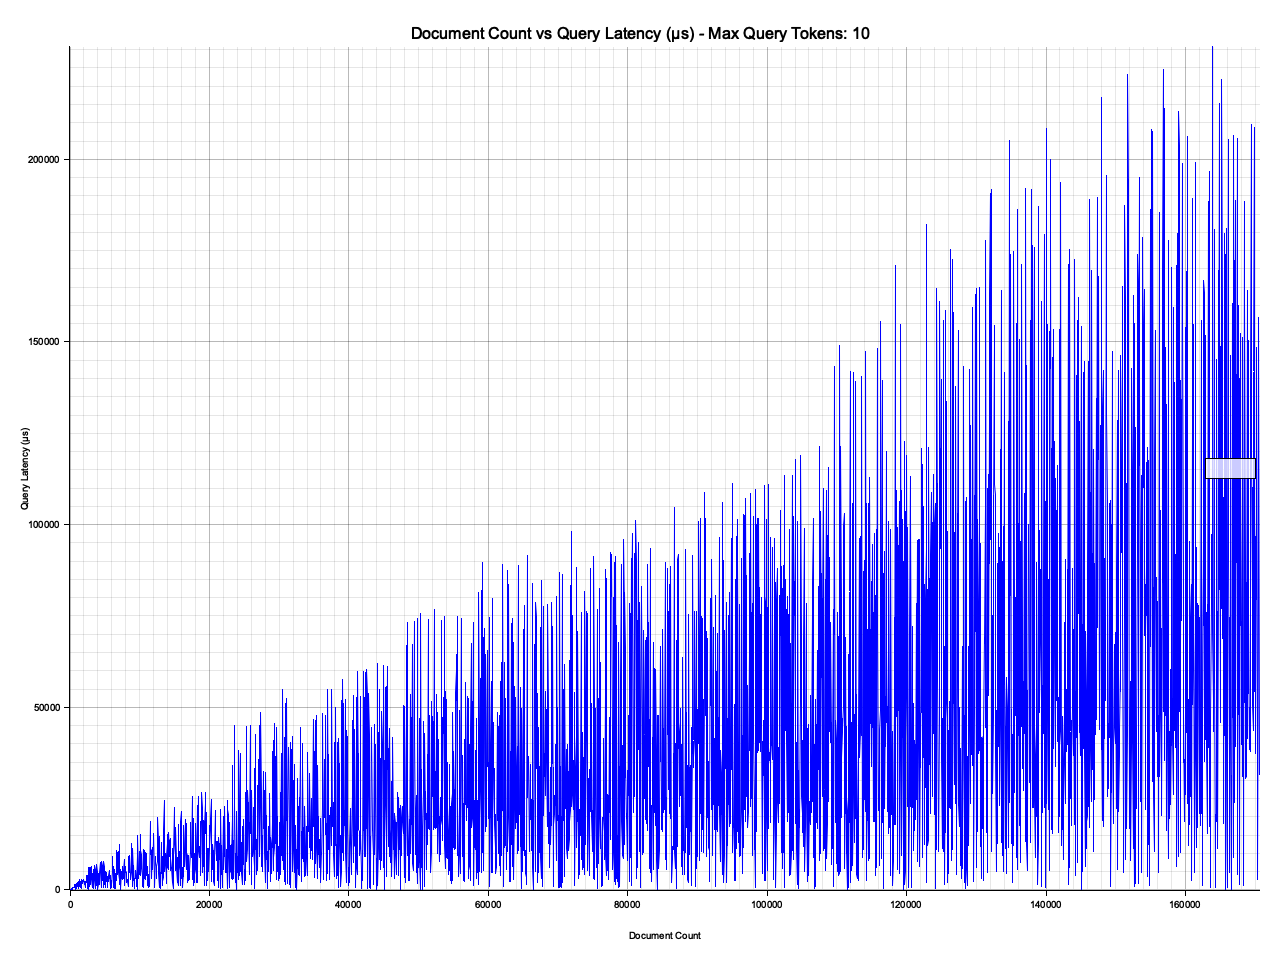 Document Count vs Query Latency (µs) - Max Query Tokens: 10
200000
150000
100000
50000
0
Query Latency (µs)
0 20000 40000 60000 80000 100000 120000 140000 160000
Document Count